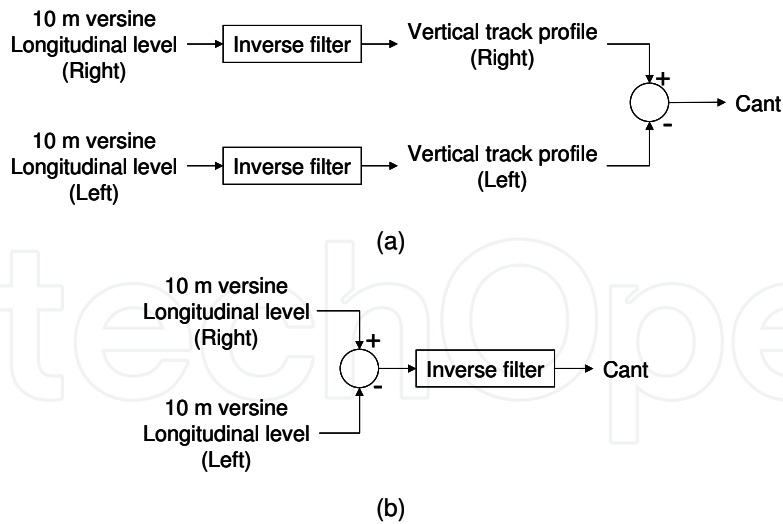 10 m versine
Longitudinal level
(Right)
Inverse filter
Vertical track profile
(Right)
+
-
Cant
10 m versine
Longitudinal level
(Left)
Inverse filter
Vertical track profile
(Left)
(a)
10 m versine
Longitudinal level
(Right)
+
-
Inverse filter
Cant
10 m versine
Longitudinal level
(Left)
(b)
techOpe